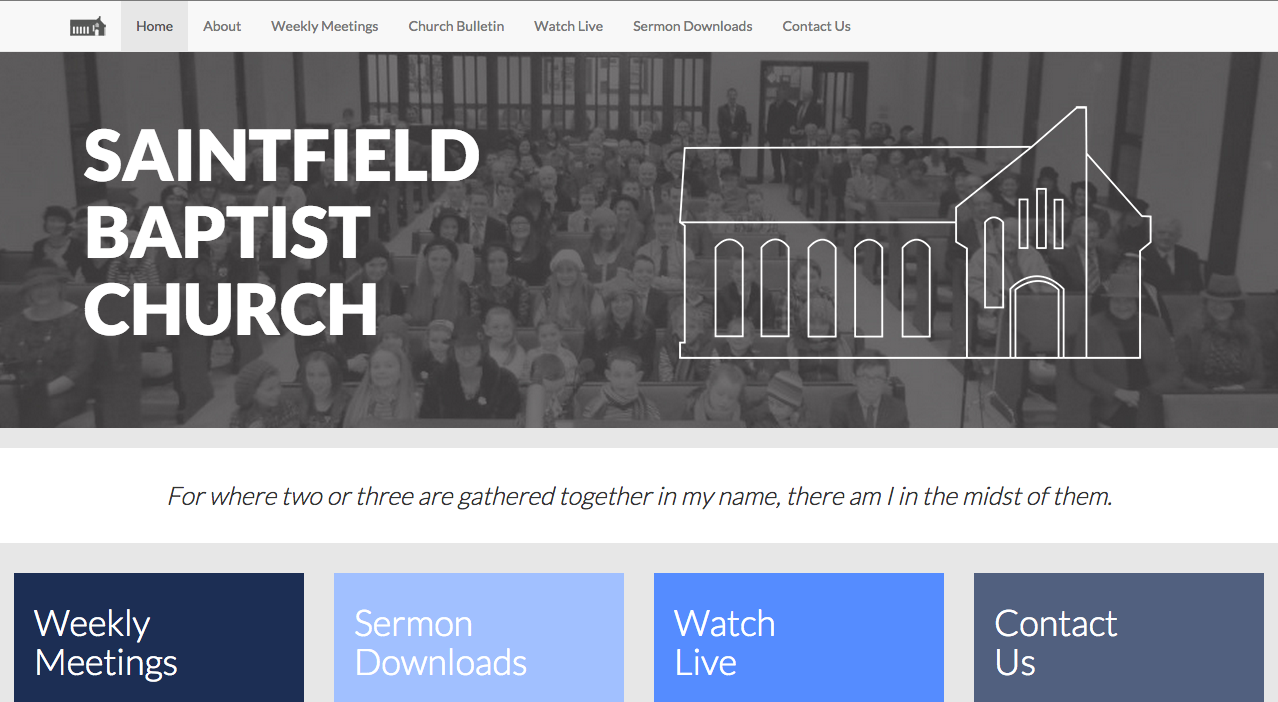 Home About Weekly Meetings Church Bulletin Watch Live Sermon Downloads Contact Us
SAINTFIELD
BAPTIST
CHURCH
For where two or three are gathered together in my name, there am I in the midst of them.
Weekly
Meetings
Sermon
Downloads
Watch
Live
Contact
Us